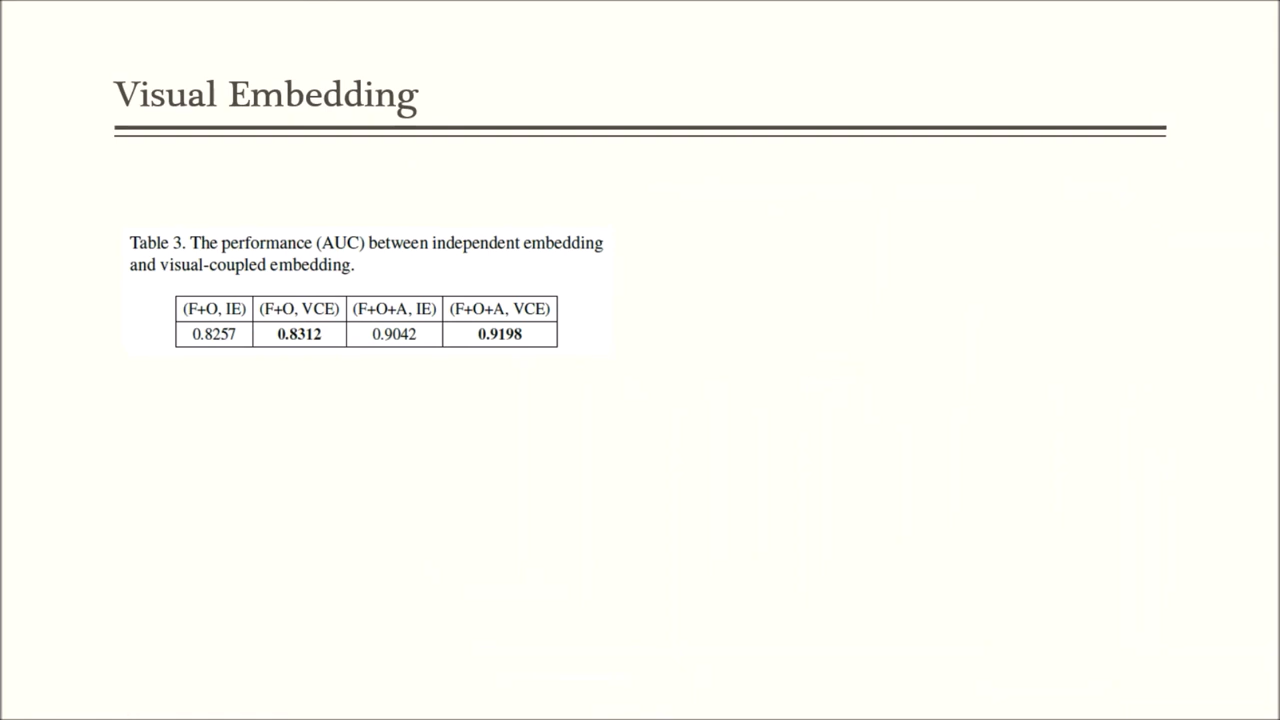 Visual Embedding
Table 3. The performance (AUC) between independent embedding
and visual-coupled embedding.
(F+O, IE) (F+O, VCE) (F+O+A, IE) (F+O+A, VCE)
0.8257 0.8312 0.9042 0.9198